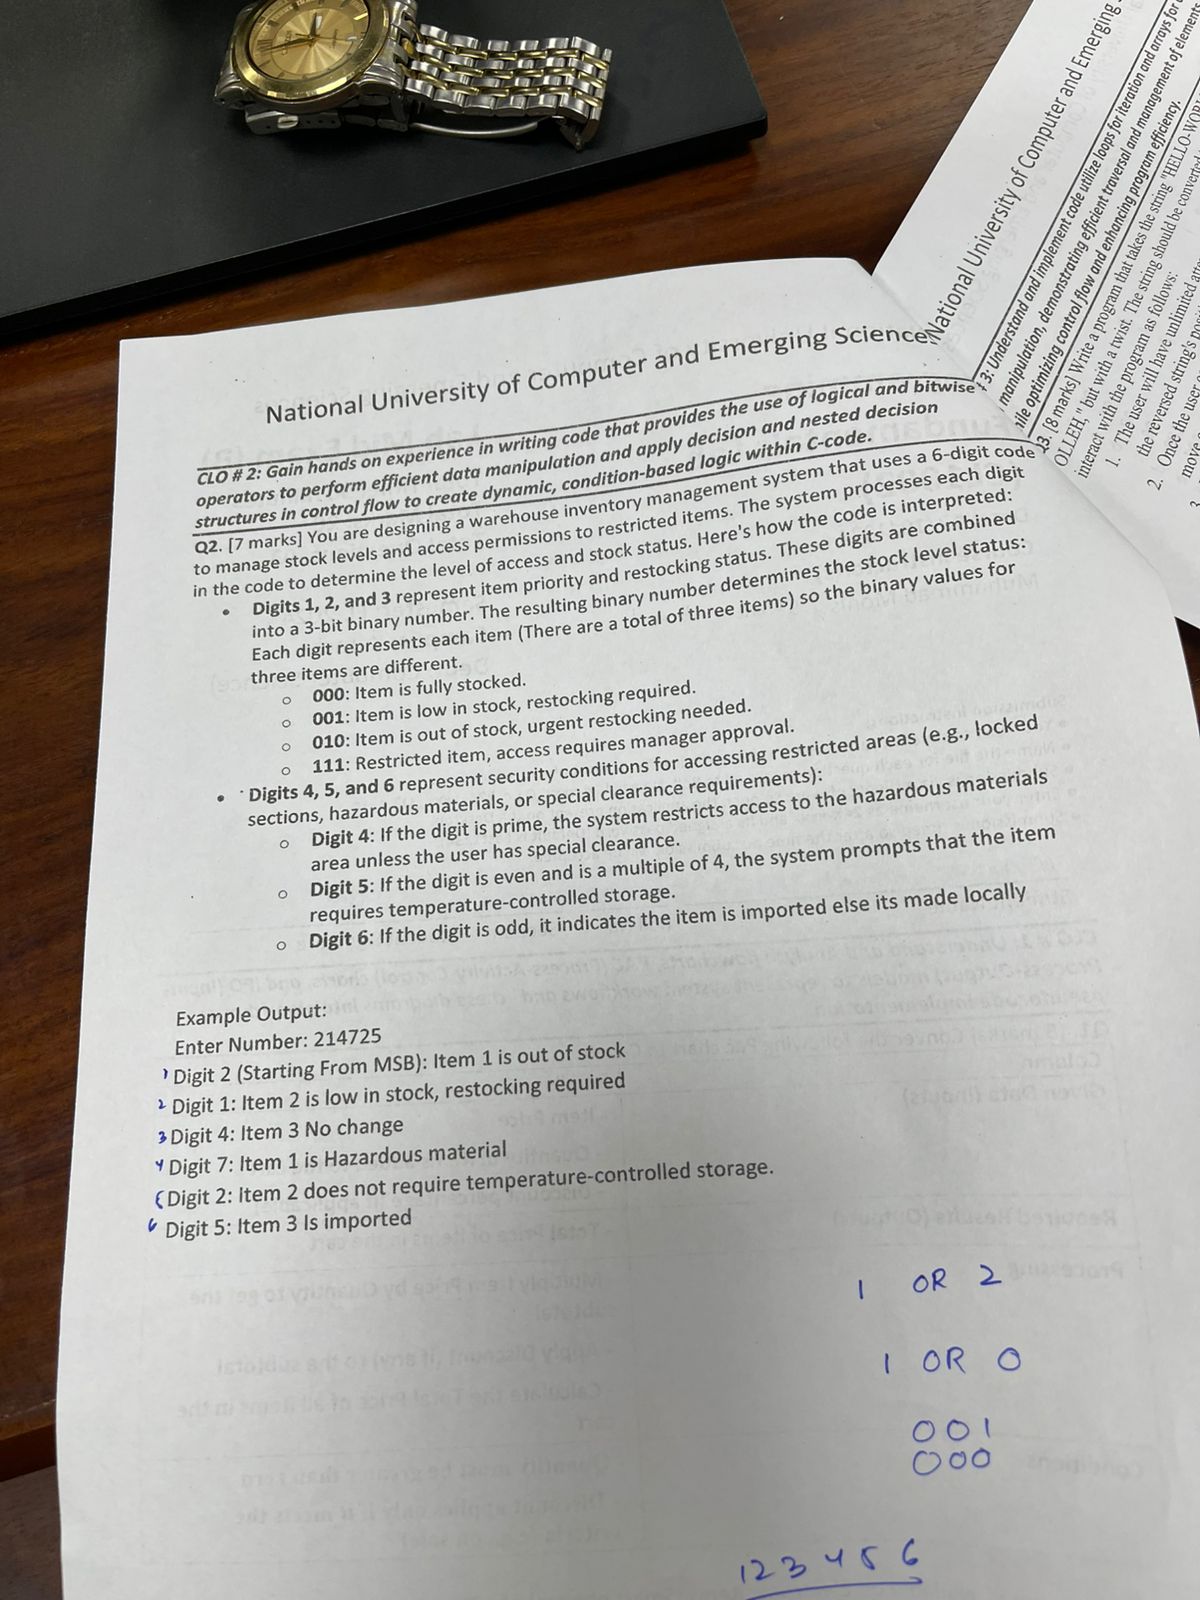 National University of Computer and Emerging Science
CLO # 2: Gain hands on experience in writing code that provides the use of logical and bitwise
operators to perform efficient data manipulation and apply decision and nested decision
structures in control flow to create dynamic, condition-based logic within C-code.
Q2. [7 marks] You are designing a warehouse inventory management system that uses a 6-digit code
to manage stock levels and access permissions to restricted items. The system processes each digit
in the code to determine the level of access and stock status. Here's how the code is interpreted:
• Digits 1, 2, and 3 represent item priority and restocking status. These digits are combined
into a 3-bit binary number. The resulting binary number determines the stock level status:
Each digit represents each item (There are a total of three items) so the binary values for
three items are different.
o 000: Item is fully stocked.
o 001: Item is low in stock, restocking required.
o 010: Item is out of stock, urgent restocking needed.
o 111: Restricted item, access requires manager approval.
• Digits 4, 5, and 6 represent security conditions for accessing restricted areas (e.g., locked
sections, hazardous materials, or special clearance requirements):
o Digit 4: If the digit is prime, the system restricts access to the hazardous materials
area unless the user has special clearance.
o Digit 5: If the digit is even and is a multiple of 4, the system prompts that the item
requires temperature-controlled storage.
o Digit 6: If the digit is odd, it indicates the item is imported else its made locally
Example Output:
Enter Number: 214725
1 Digit 2 (Starting From MSB): Item 1 is out of stock
2 Digit 1: Item 2 is low in stock, restocking required
3 Digit 4: Item 3 No change
4 Digit 7: Item 1 is Hazardous material
Digit 2: Item 2 does not require temperature-controlled storage.
6 Digit 5: Item 3 Is imported
1 OR 2
1 OR 0
001
000
123456
National University of Computer and Emerging
3: Understand and implement code utilize loops for iteration and arrays for
manipulation, demonstrating efficient traversal and management of elements
optimizing control flow and enhancing program efficiency.
[8 marks] Write a program that takes the string "HELLO-WOR
OLLEH," but with a twist. The string should be converted
interact with the program as follows:
1. The user will have unlimited
the reversed string's
2. Once the user
move